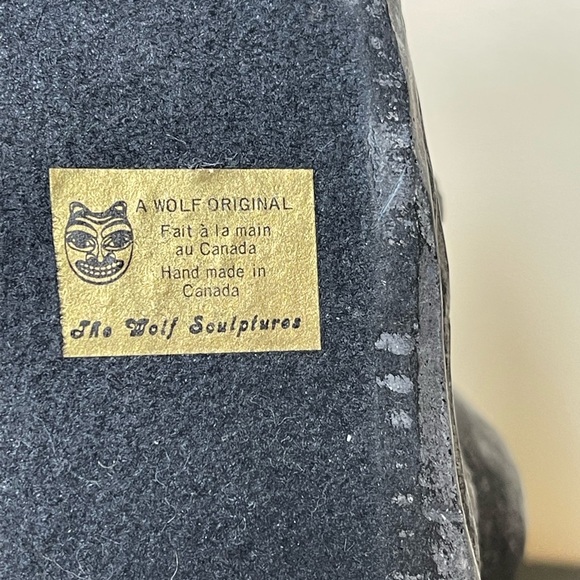 A WOLF ORIGINAL
Fait à la main
au Canada
Hand made in
Canada
The Wolf Sculptures